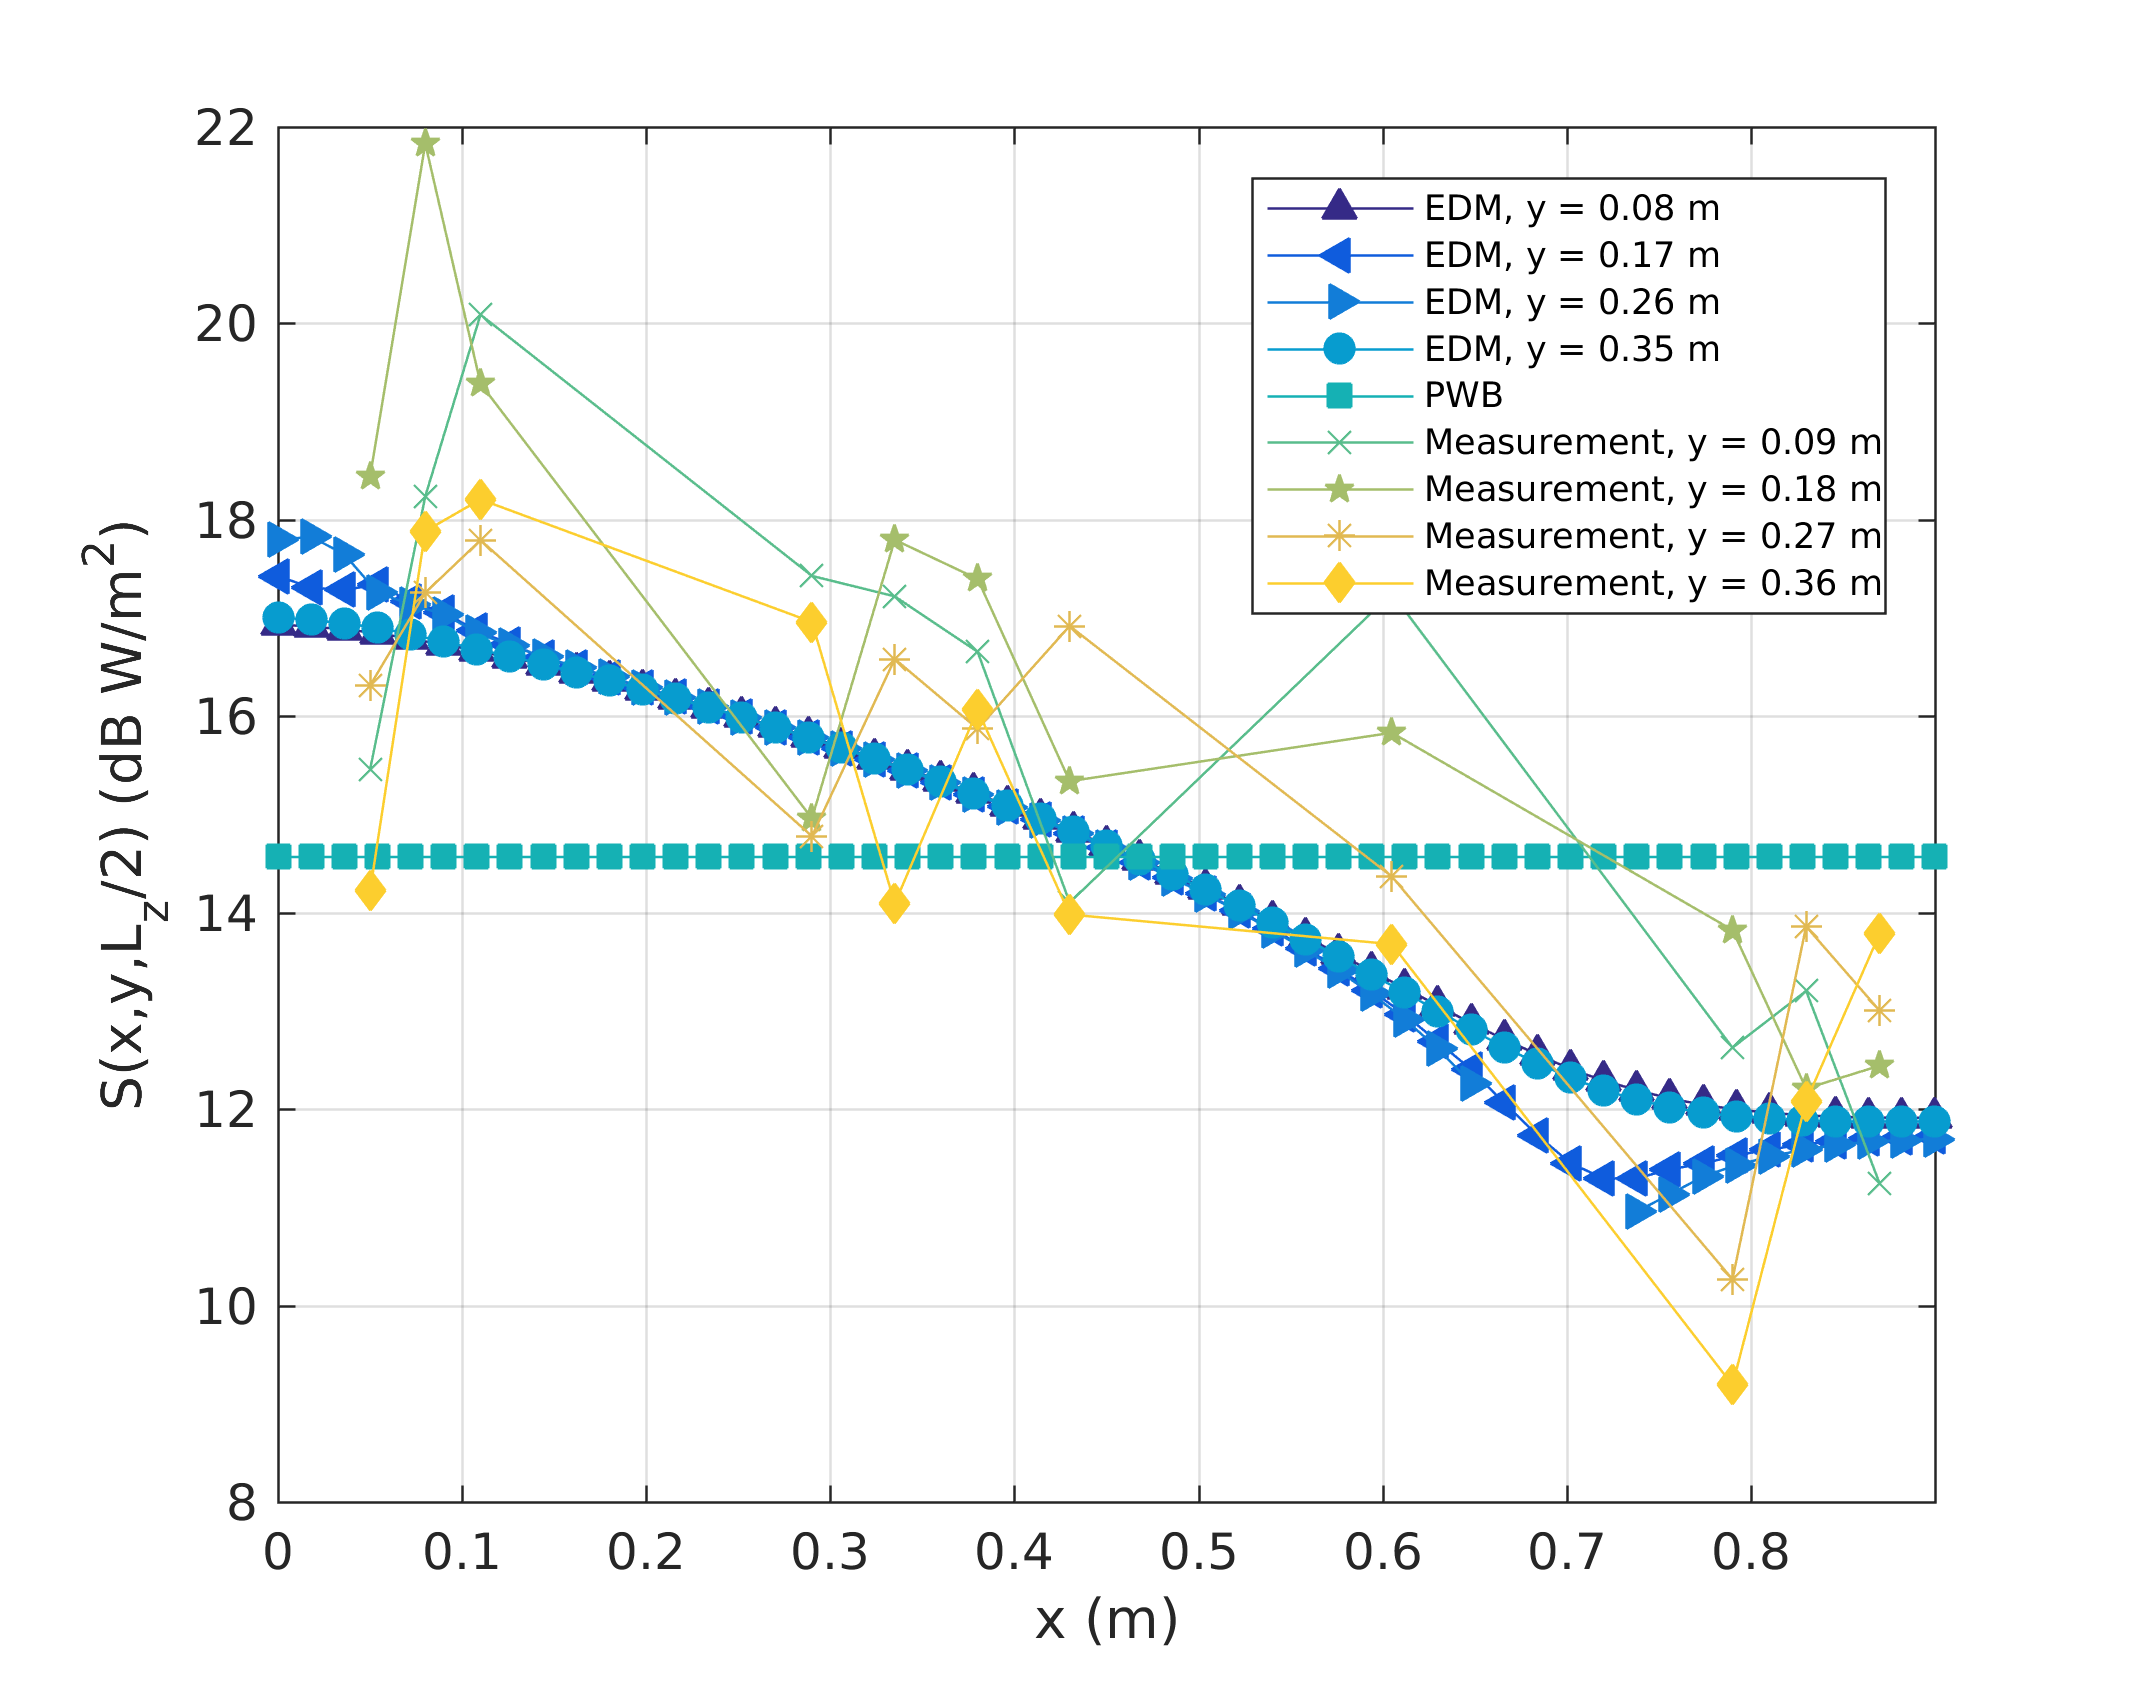 22
20
18
16
14
12
10
8
0 0.1 0.2 0.3 0.4 0.5 0.6 0.7 0.8
x (m)
S(x,y,L_z/2) (dB W/m^2)
EDM, y = 0.08 m
EDM, y = 0.17 m
EDM, y = 0.26 m
EDM, y = 0.35 m
PWB
Measurement, y = 0.09 m
Measurement, y = 0.18 m
Measurement, y = 0.27 m
Measurement, y = 0.36 m